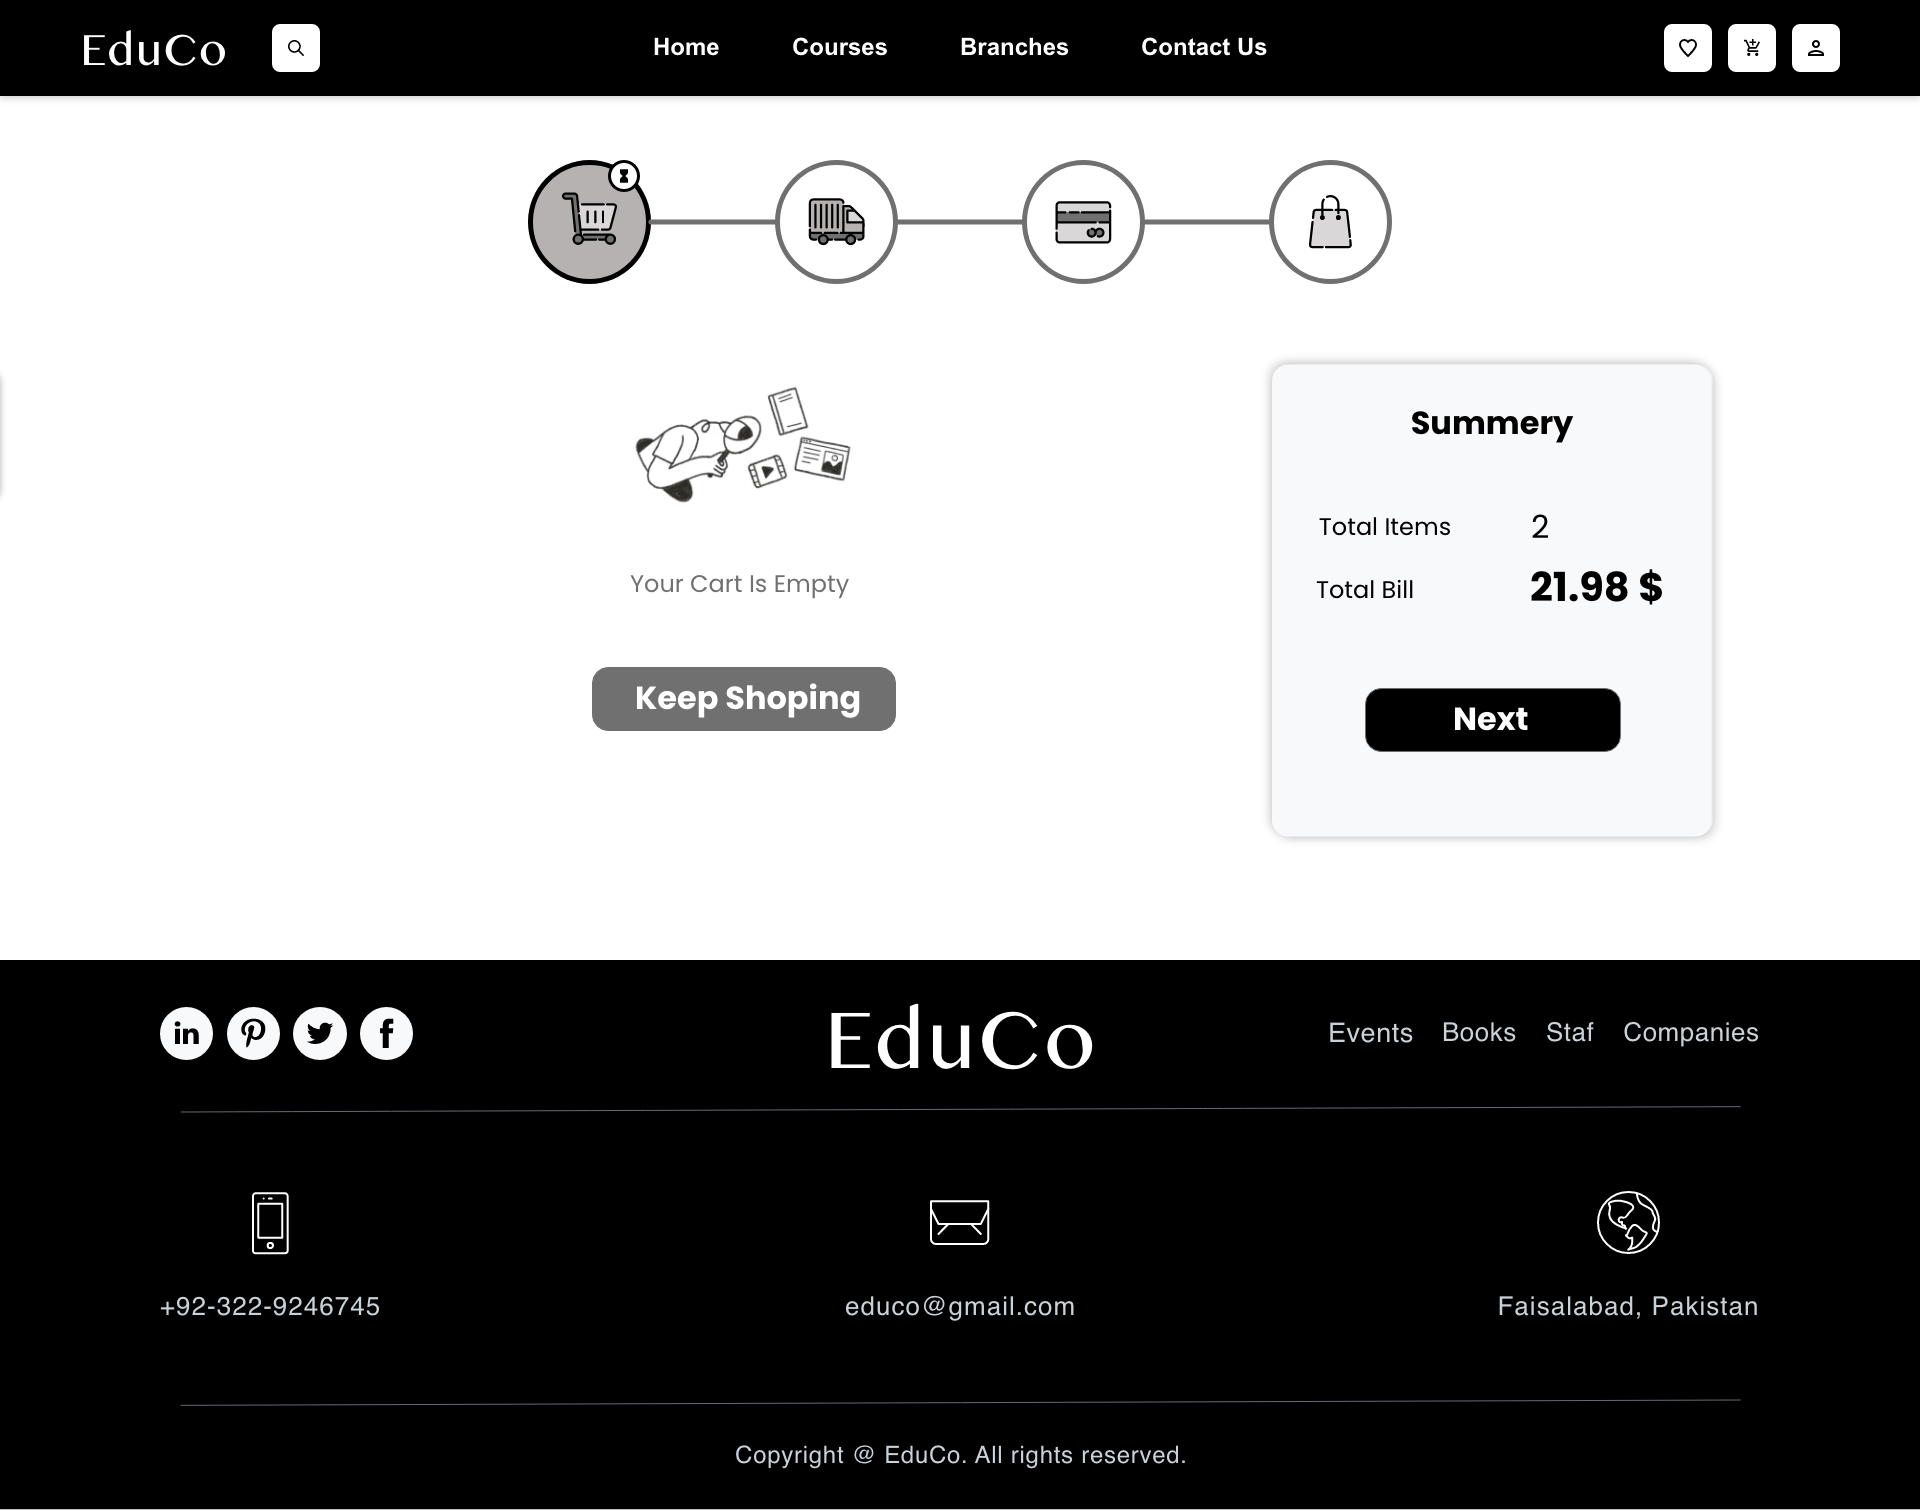 EduCo
Home Courses Branches Contact Us
Your Cart Is Empty
Keep Shoping
Summery
Total Items 2
Total Bill 21.98 $
Next
in
EduCo
Events Books Staf Companies
+92-322-9246745
educo@gmail.com
Faisalabad, Pakistan
Copyright @ EduCo. All rights reserved.